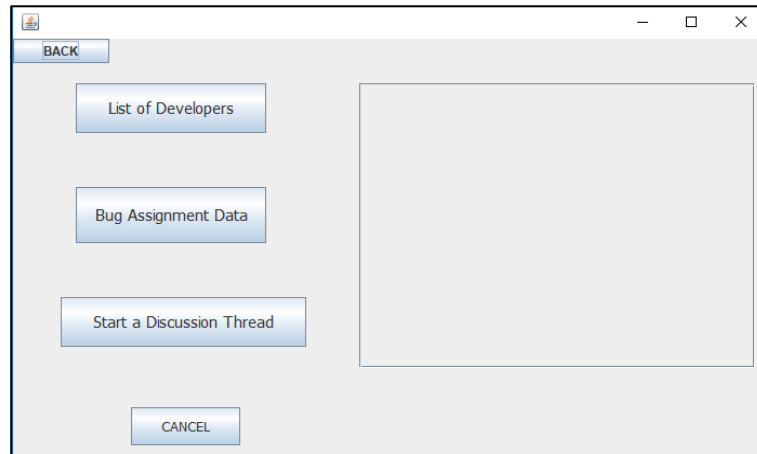 BACK
List of Developers
Bug Assignment Data
Start a Discussion Thread
CANCEL